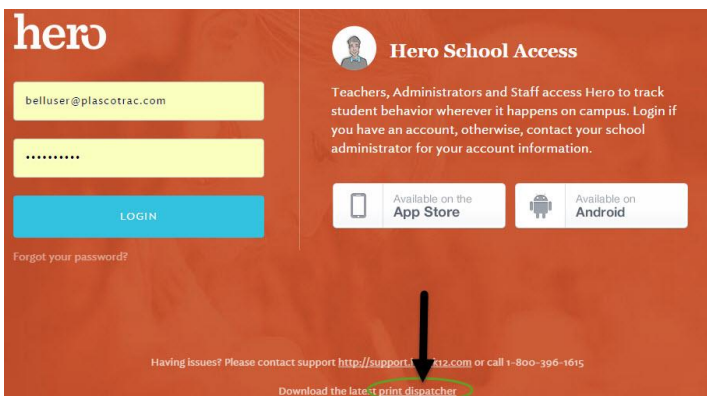 hero
belluser@plascotrac.com
••••••••••
LOGIN
Forgot your password?
Hero School Access
Teachers, Administrators and Staff access Hero to track
student behavior wherever it happens on campus. Login if
you have an account, otherwise, contact your school
administrator for your account information.
Available on the
App Store
Available on
Android
Having issues? Please contact support http://support. k12.com or call 1-800-396-1615
Download the latest print dispatcher